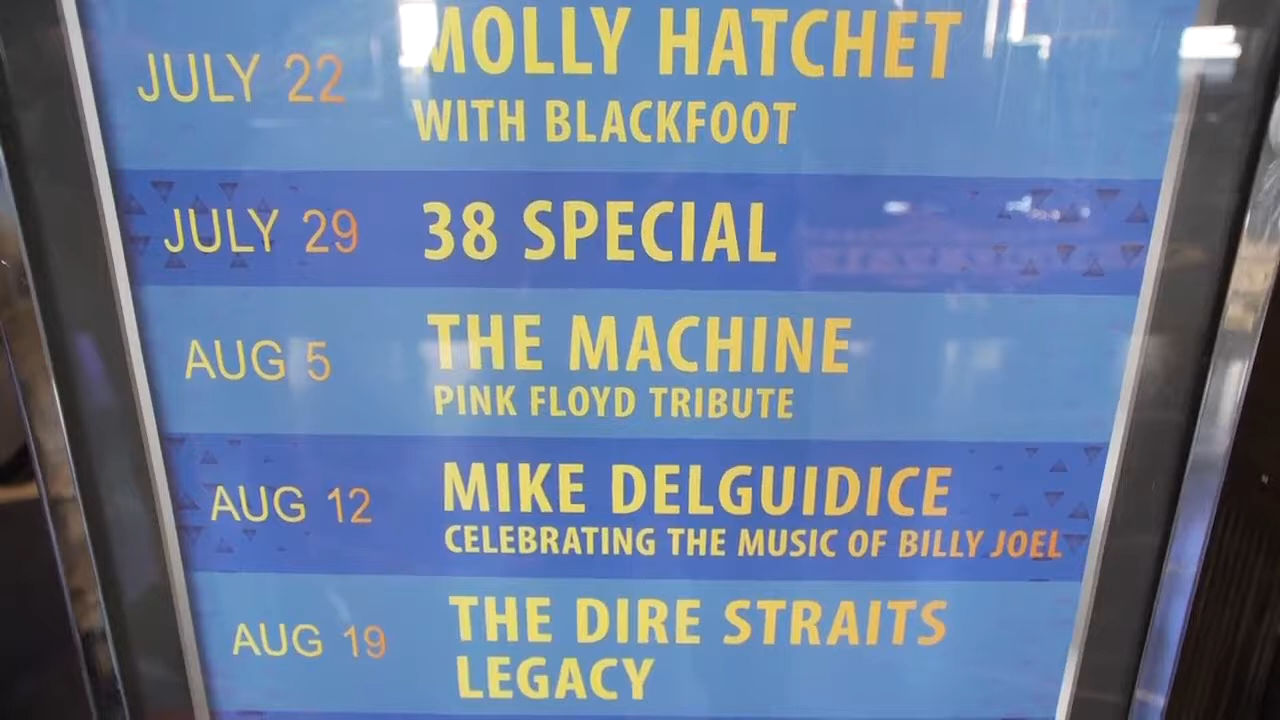 JULY 22
MOLLY HATCHET
WITH BLACKFOOT
JULY 29
38 SPECIAL
AUG 5
THE MACHINE
PINK FLOYD TRIBUTE
AUG 12
MIKE DELGUIDICE
CELEBRATING THE MUSIC OF BILLY JOEL
AUG 19
THE DIRE STRAITS
LEGACY